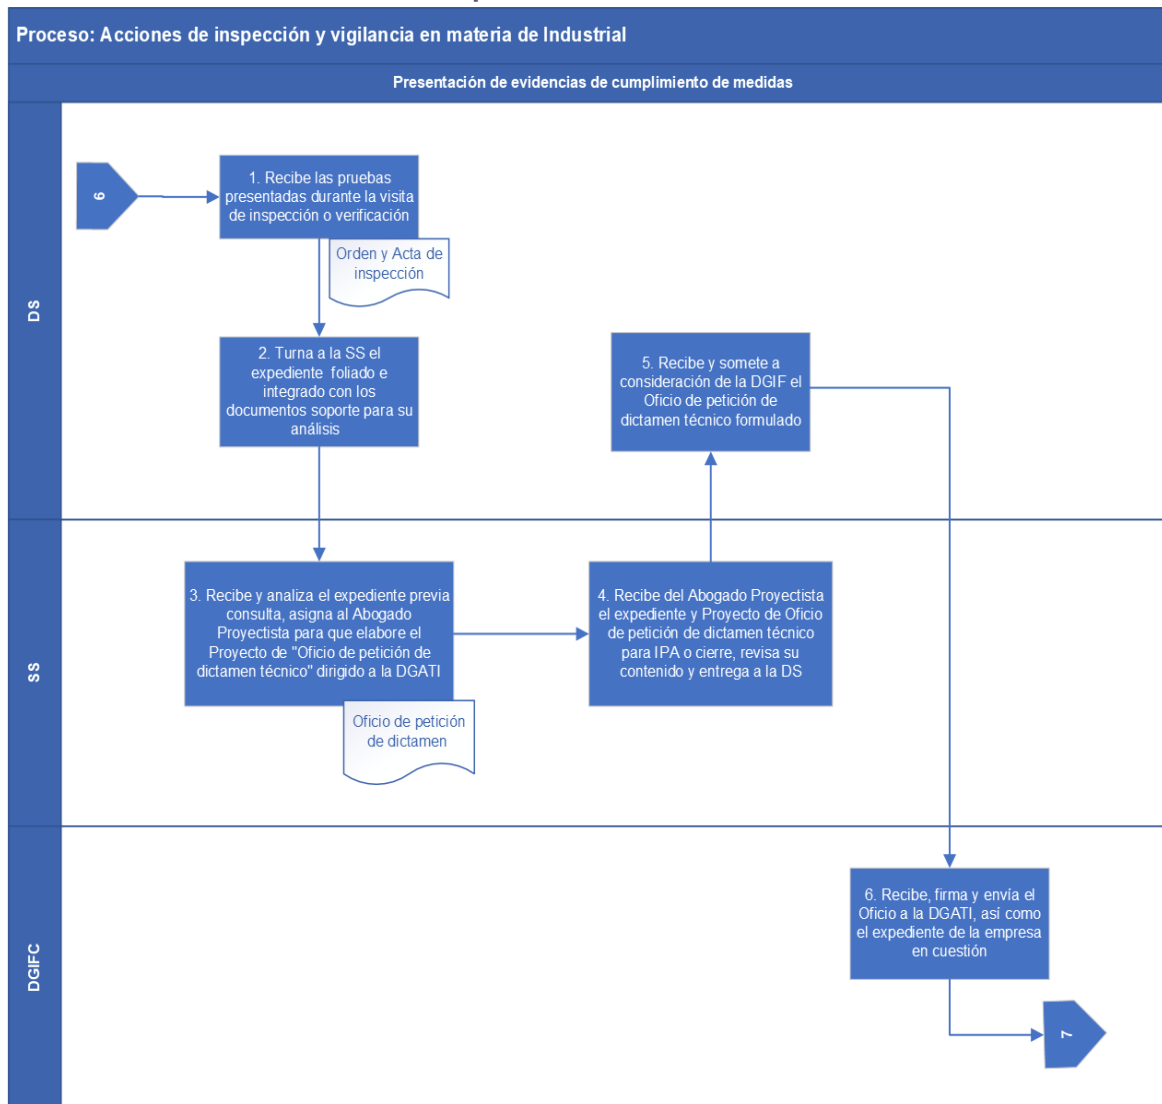 Proceso: Acciones de inspección y vigilancia en materia de Industrial
Presentación de evidencias de cumplimiento de medidas
DS
6
1. Recibe las pruebas
presentadas durante la visita
de inspección o verificación
Orden y Acta de
inspección
2. Turna a la SS el
expediente foliado e
integrado con los
documentos soporte para su
análisis
5. Recibe y somete a
consideración de la DGIF el
Oficio de petición de
dictamen técnico formulado
SS
3. Recibe y analiza el expediente previa
consulta, asigna al Abogado
Proyectista para que elabore el
Proyecto de "Oficio de petición de
dictamen técnico" dirigido a la DGATI
Oficio de petición
de dictamen
4. Recibe del Abogado Proyectista
el expediente y Proyecto de Oficio
de petición de dictamen técnico
para IPA o cierre, revisa su
contenido y entrega a la DS
DGIFC
6. Recibe, firma y envía el
Oficio a la DGATI, así como
el expediente de la empresa
en cuestión
7